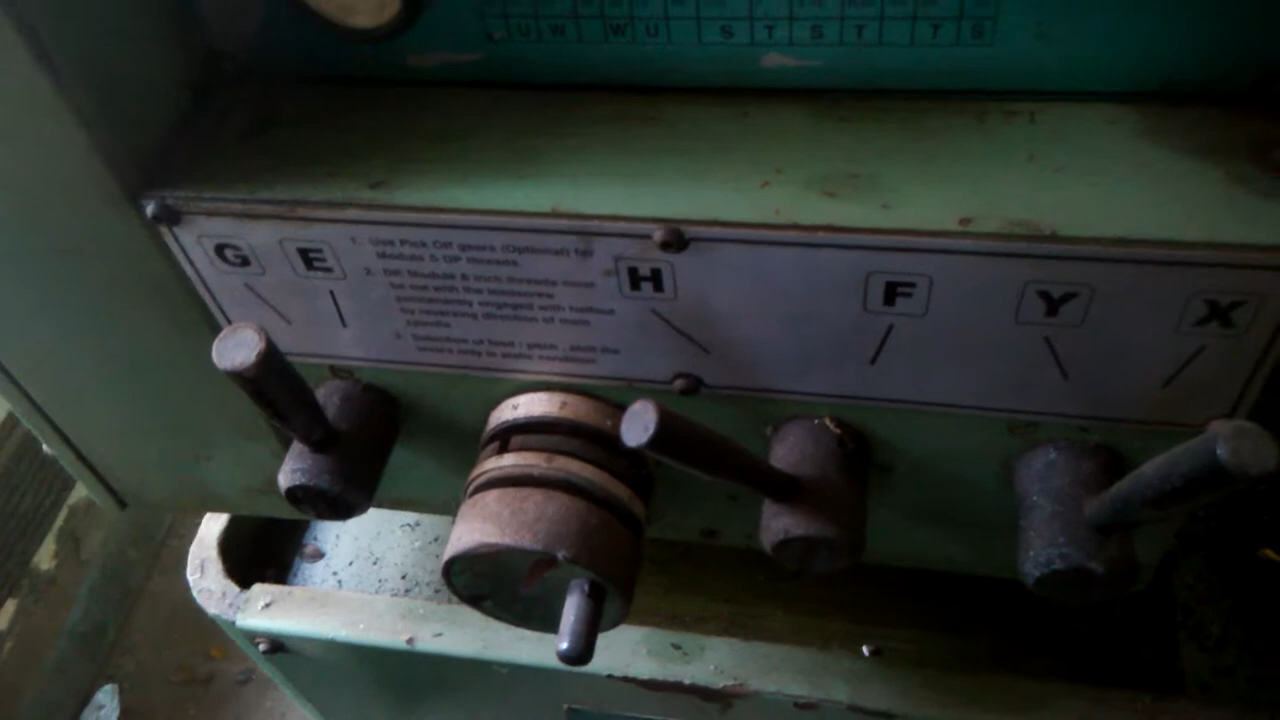 U W W U S T S T T S
G E H F Y X
1. Use Pick Off gears (Optional) for
Module & DP threads.
2. DP, Module & Inch threads must
be cut with the leadscrew
permanently engaged with halfnut
by reversing direction of main
spindle.
3. Selection of feed / pitch, shift the
levers only in static condition